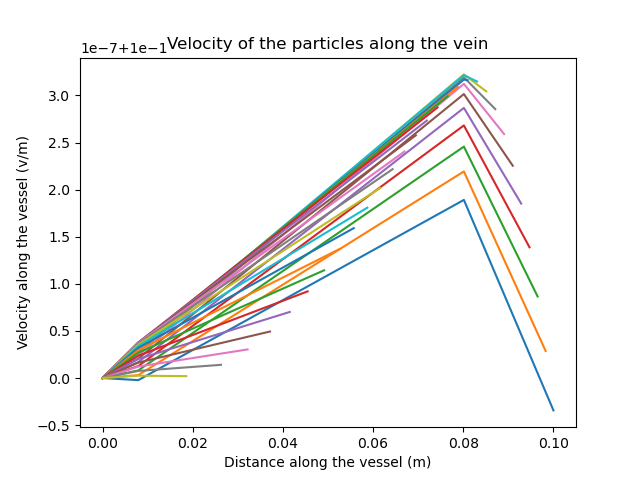 Velocity of the particles along the vein
1e−7+1e−1
3.0
2.5
2.0
1.5
1.0
0.5
0.0
−0.5
Velocity along the vessel (v/m)
0.00 0.02 0.04 0.06 0.08 0.10
Distance along the vessel (m)